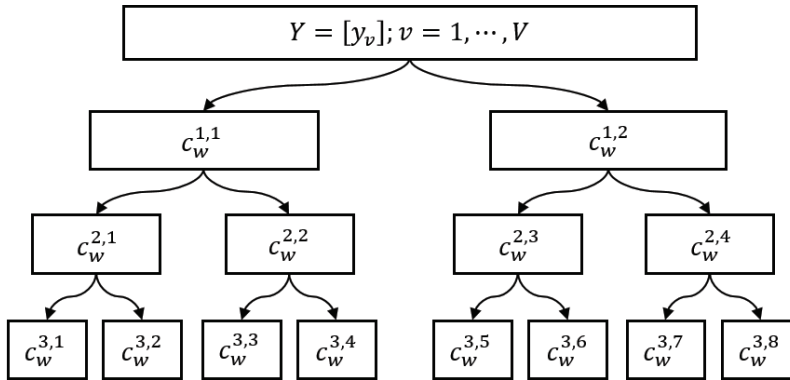 Y = [y_v]; v = 1, ⋯, V
c_w^{1,1} c_w^{1,2}
c_w^{2,1} c_w^{2,2} c_w^{2,3} c_w^{2,4}
c_w^{3,1} c_w^{3,2} c_w^{3,3} c_w^{3,4} c_w^{3,5} c_w^{3,6} c_w^{3,7} c_w^{3,8}